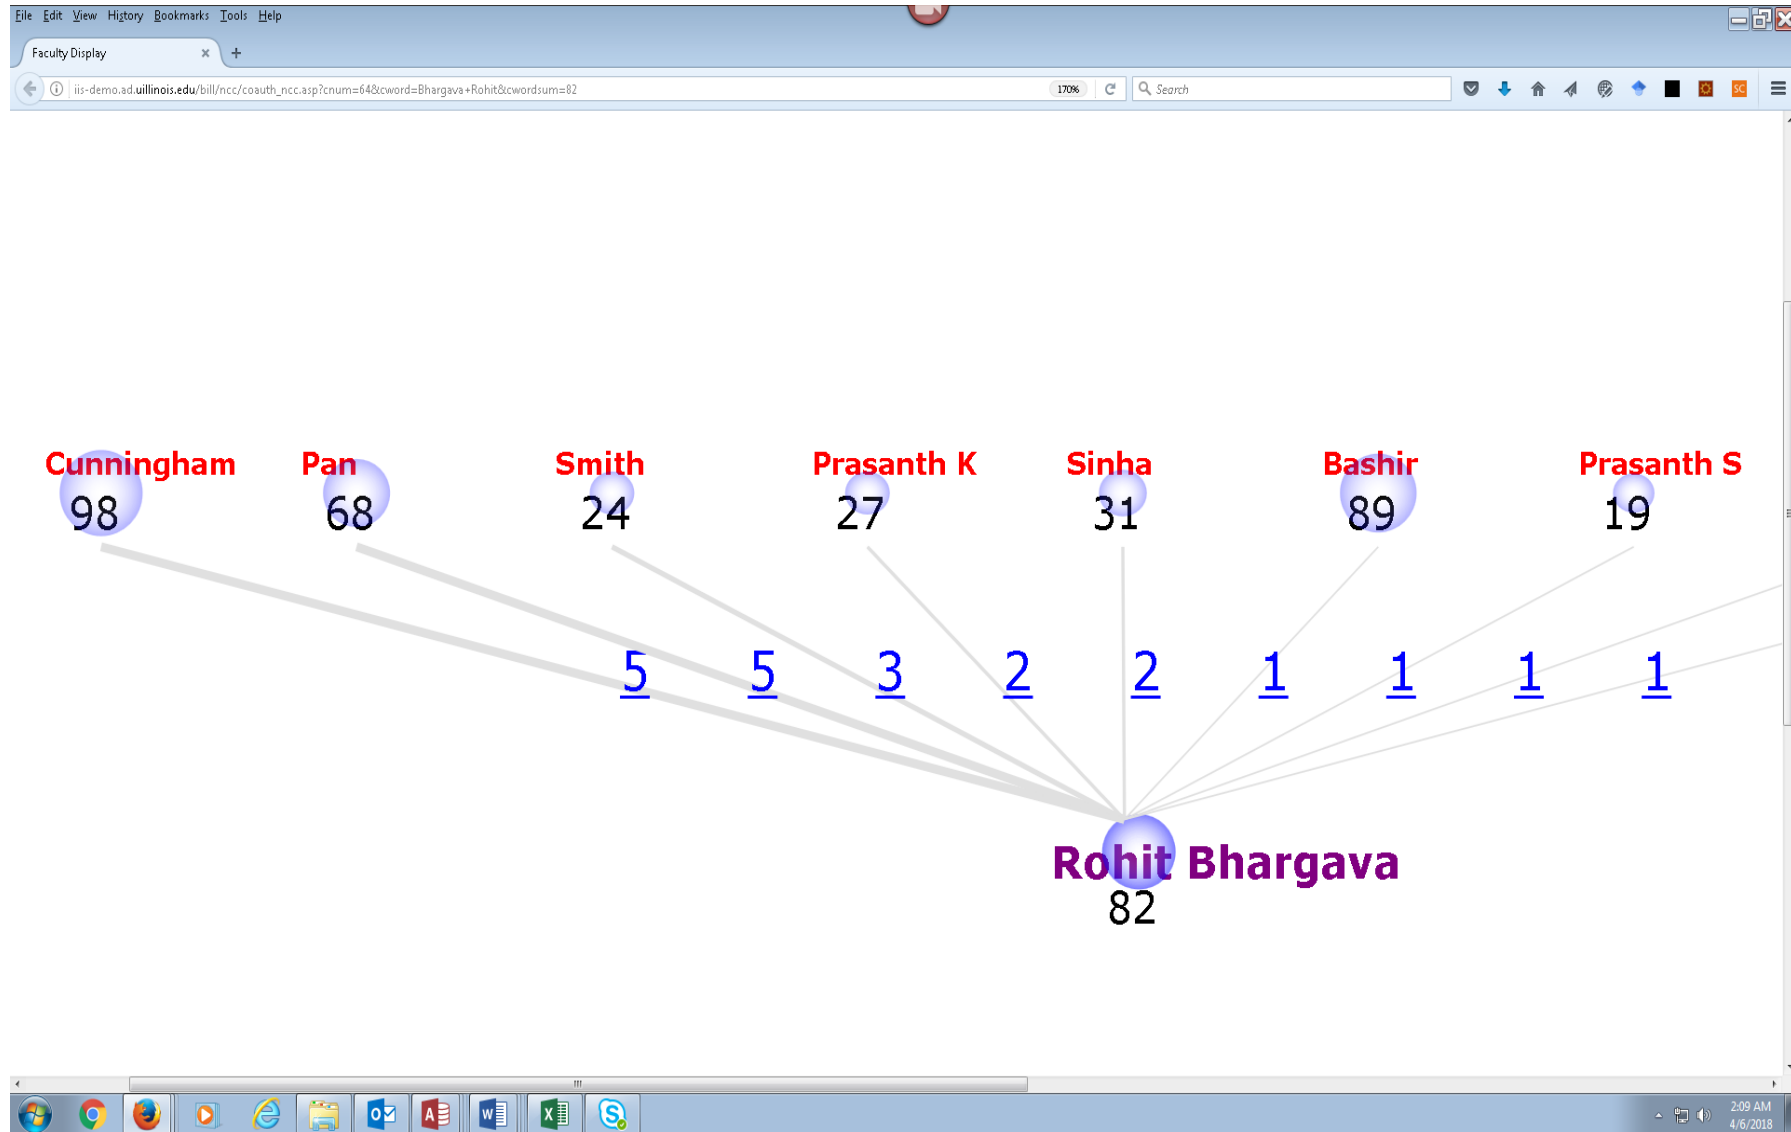 File Edit View History Bookmarks Tools Help
Faculty Display × +
iis-demo.ad.uillinois.edu/bill/ncc/coauth_ncc.asp?cnum=64&cword=Bhargava+Rohit&cwordsum=82 170% Search SC
Cunningham Pan Smith Prasanth K Sinha Bashir Prasanth S
98 68 24 27 31 89 19
5 5 3 2 2 1 1 1 1
Rohit Bhargava
82
2:09 AM
4/6/2018